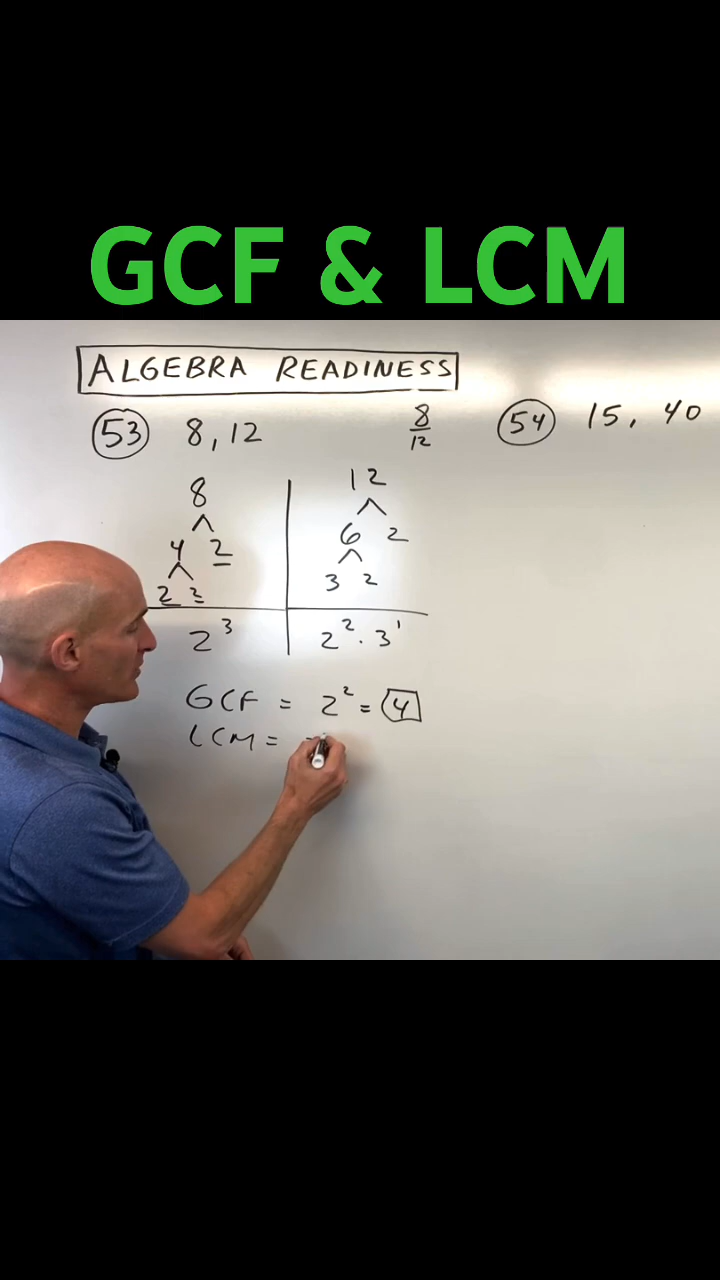 GCF & LCM
ALGEBRA READINESS
53 8, 12
8
12
54 15, 40
8
4 2
2 2
2³
12
6 2
3 2
2² · 3¹
GCF = 2² = 4
LCM =